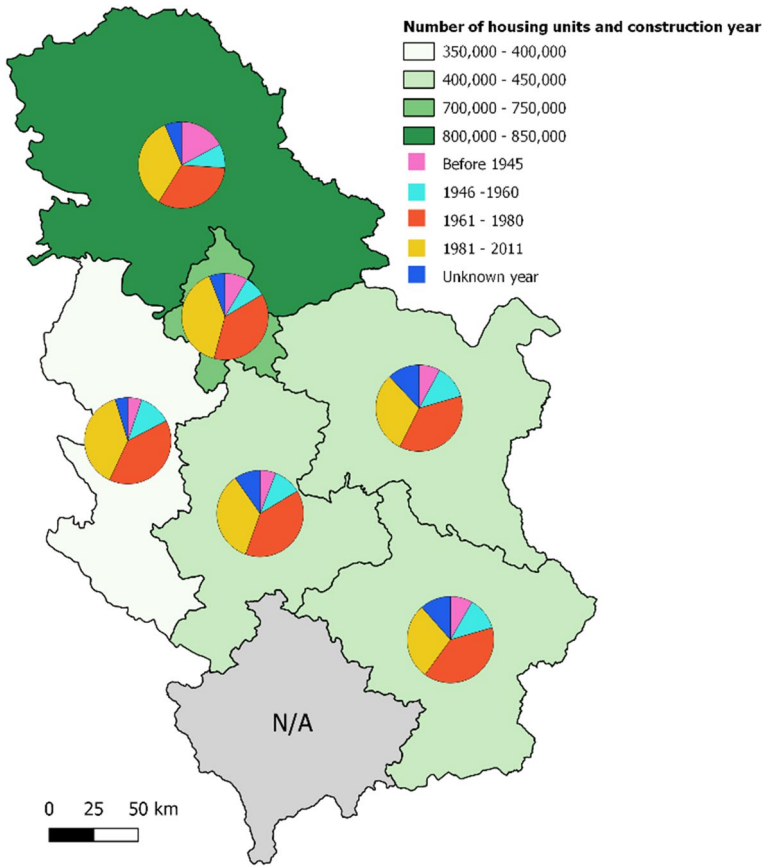 Number of housing units and construction year
350,000 - 400,000
400,000 - 450,000
700,000 - 750,000
800,000 - 850,000
Before 1945
1946 -1960
1961 - 1980
1981 - 2011
Unknown year
N/A
0 25 50 km